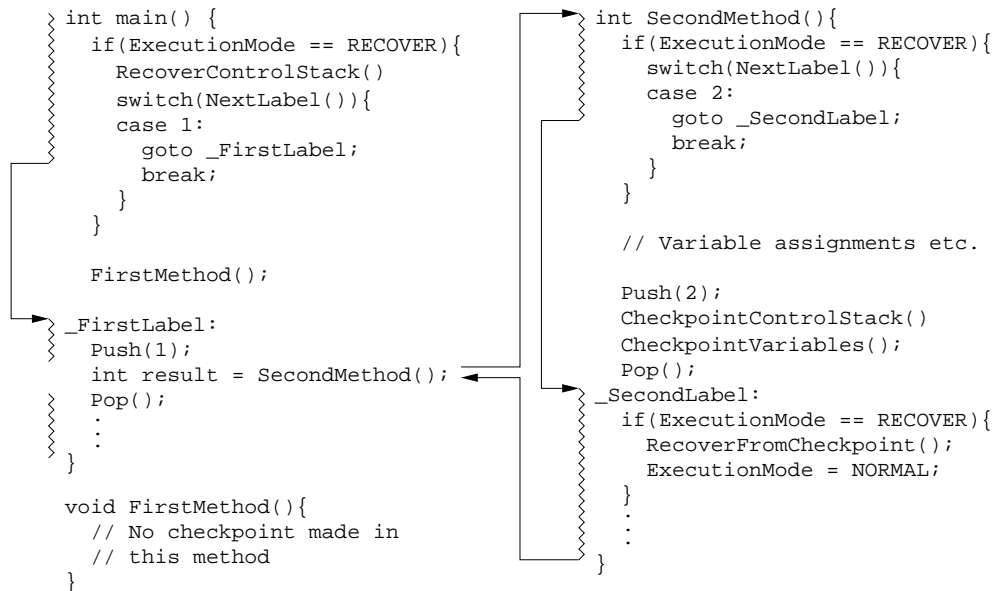 int main() {
if(ExecutionMode == RECOVER){
RecoverControlStack()
switch(NextLabel()){
case 1:
goto _FirstLabel;
break;
}
}
FirstMethod();
_FirstLabel:
Push(1);
int result = SecondMethod();
Pop();
.
.
}
void FirstMethod(){
// No checkpoint made in
// this method
}
int SecondMethod(){
if(ExecutionMode == RECOVER){
switch(NextLabel()){
case 2:
goto _SecondLabel;
break;
}
}
// Variable assignments etc.
Push(2);
CheckpointControlStack()
CheckpointVariables();
Pop();
_SecondLabel:
if(ExecutionMode == RECOVER){
RecoverFromCheckpoint();
ExecutionMode = NORMAL;
}
.
.
}